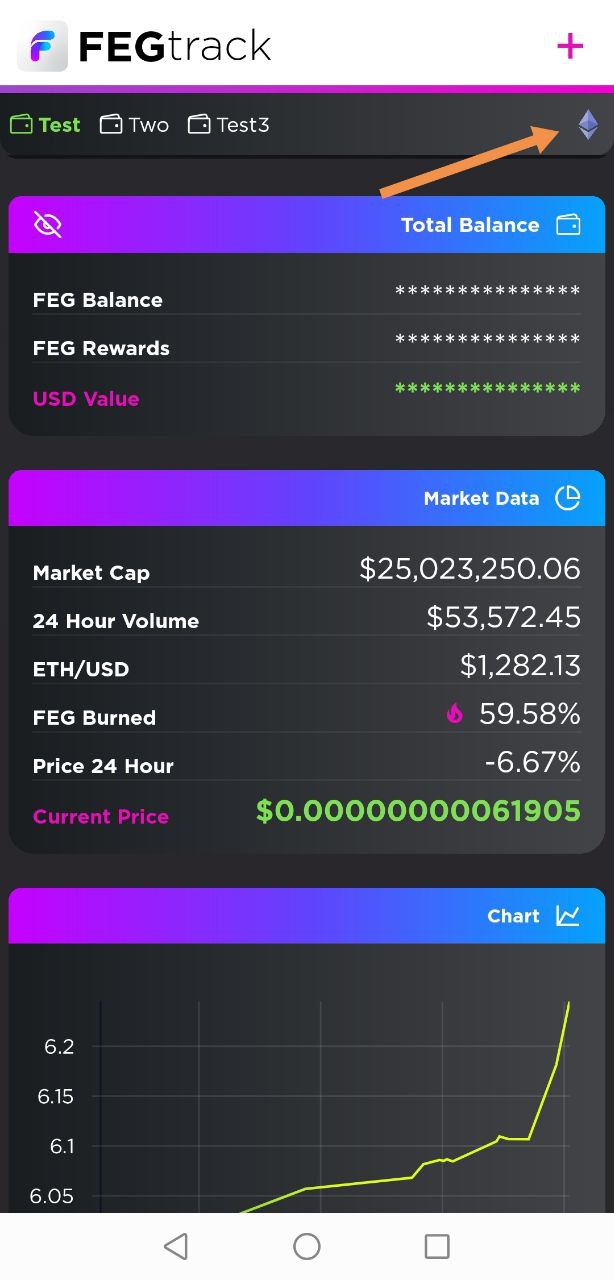 FEGtrack
Test Two Test3
Total Balance
FEG Balance ***************
FEG Rewards ***************
USD Value ***************
Market Data
Market Cap $25,023,250.06
24 Hour Volume $53,572.45
ETH/USD $1,282.13
FEG Burned 59.58%
Price 24 Hour -6.67%
Current Price $0.00000000061905
Chart
6.2
6.15
6.1
6.05